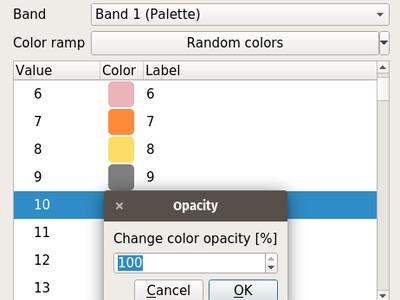 Band Band 1 (Palette)
Color ramp Random colors
Value Color Label
6 6
7 7
8 8
9 9
10
11
12
13
Opacity
Change color opacity [%]
100
Cancel OK